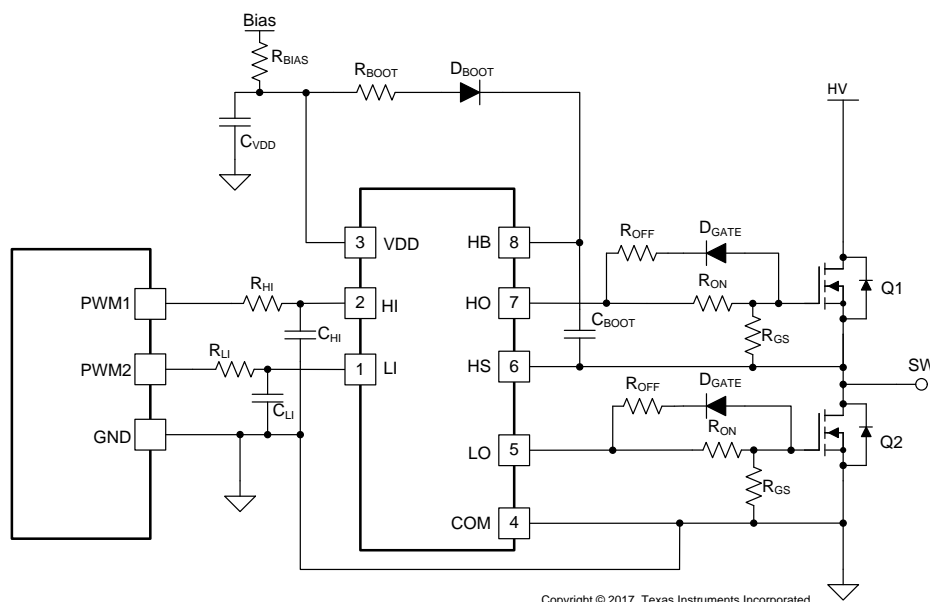 Bias
RBIAS
RBOOT
DBOOT
HV
CVDD
3
VDD
HB
8
ROFF
DGATE
PWM1
RHI
2
HI
HO
7
RON
Q1
CHI
CBOOT
RGS
PWM2
RLI
1
LI
HS
6
SW
ROFF
DGATE
CLI
RON
GND
LO
5
Q2
RGS
COM
4
Copyright © 2017, Texas Instruments Incorporated